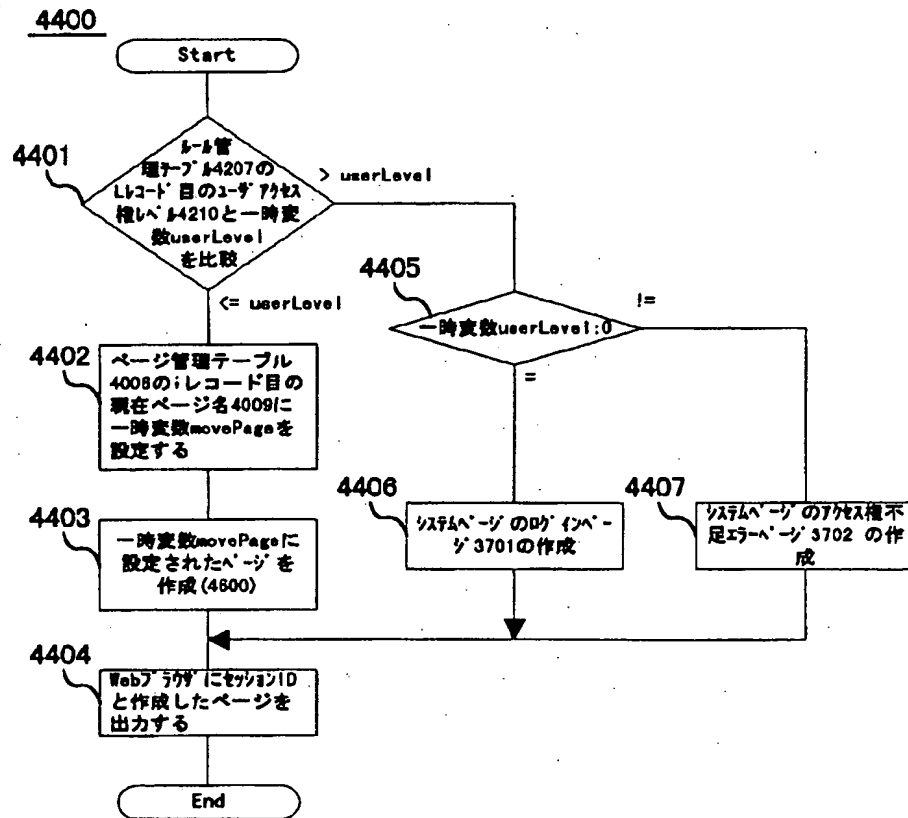 4400
Start
4401
ルール管
理テーブル4207の
Lレコード目のユーザアクセス
権レベル4210と一時変
数userLevel
を比較
> userLevel
<= userLevel
4405
一時変数userLevel:0
!=
=
4402
ページ管理テーブル
4008のiレコード目の
現在ページ名4009に
一時変数movePageを
設定する
4403
一時変数movePageに
設定されたページを
作成(4600)
4406
システムページのログインペー
ジ3701の作成
4407
システムページのアクセス権不
足エラーページ3702 の作
成
4404
WebブラウザにセッションID
と作成したページを
出力する
End